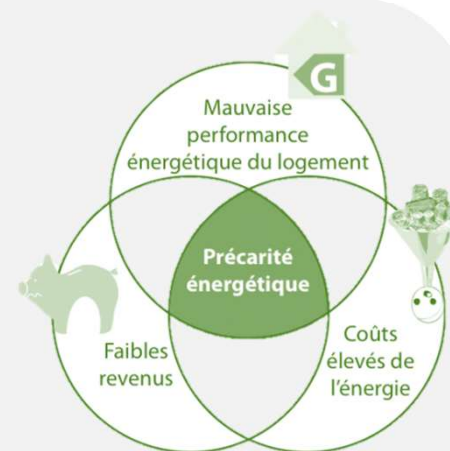 G
Mauvaise
performance
énergétique du logement
Précarité
énergétique
Faibles
revenus
Coûts
élevés de
l'énergie